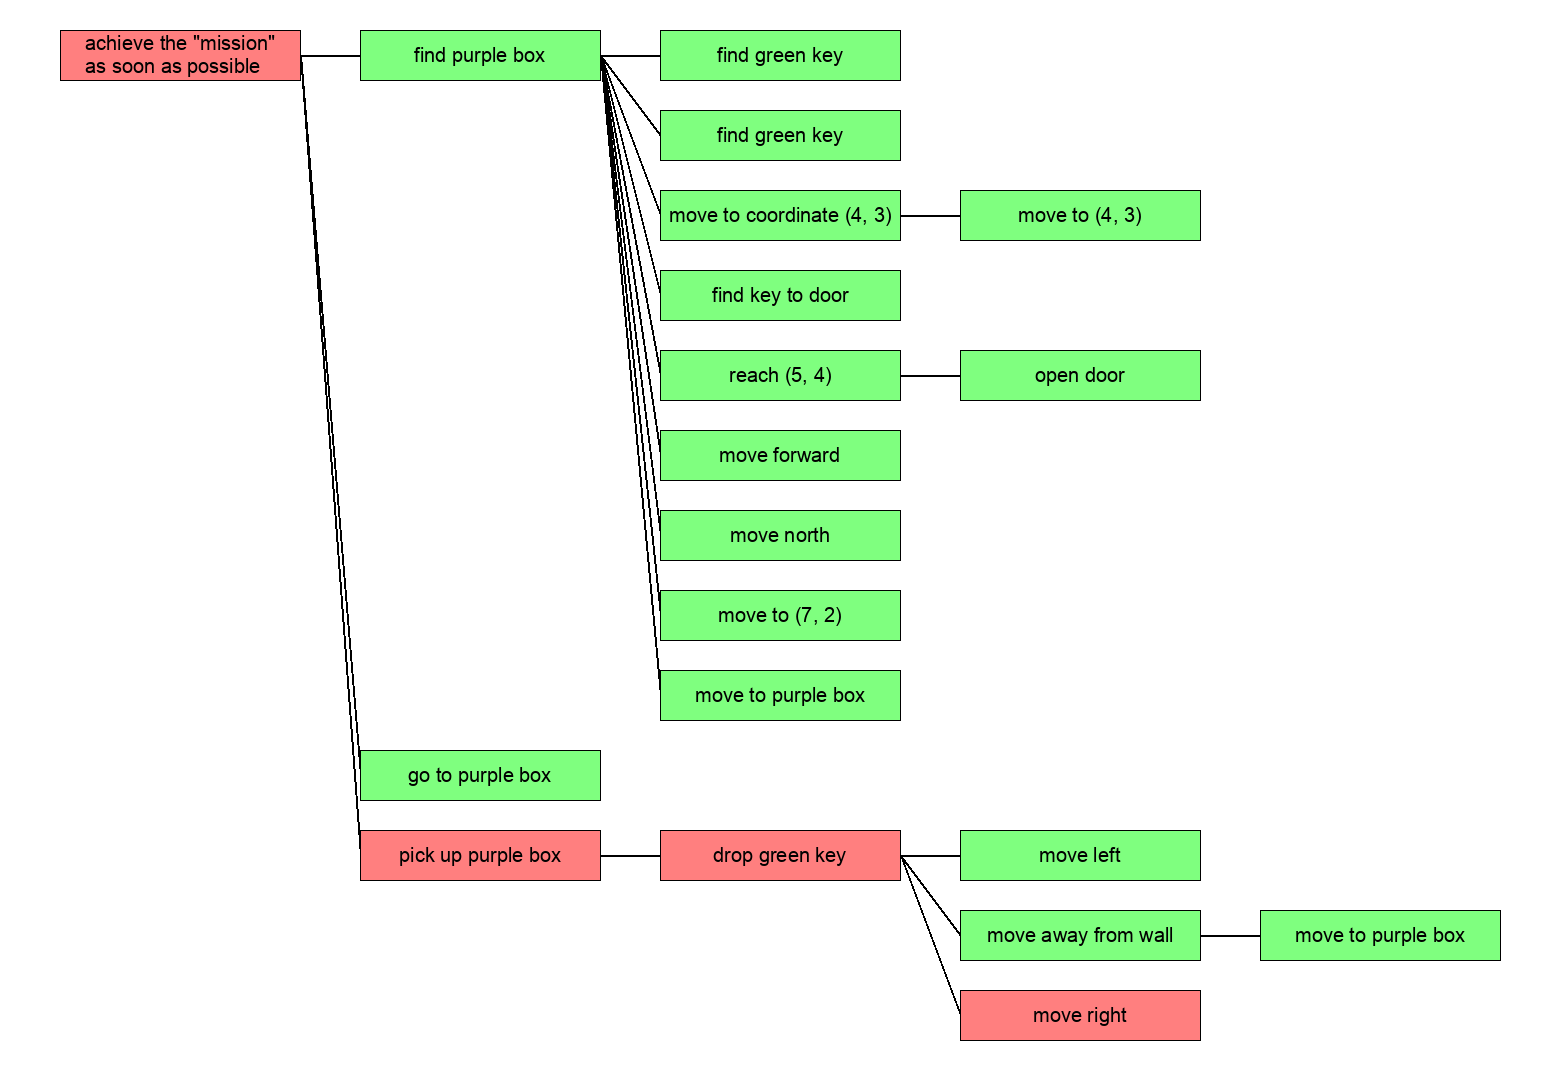 achieve the "mission"
as soon as possible
find purple box
find green key
find green key
move to coordinate (4, 3)
move to (4, 3)
find key to door
reach (5, 4)
open door
move forward
move north
move to (7, 2)
move to purple box
go to purple box
pick up purple box
drop green key
move left
move away from wall
move to purple box
move right